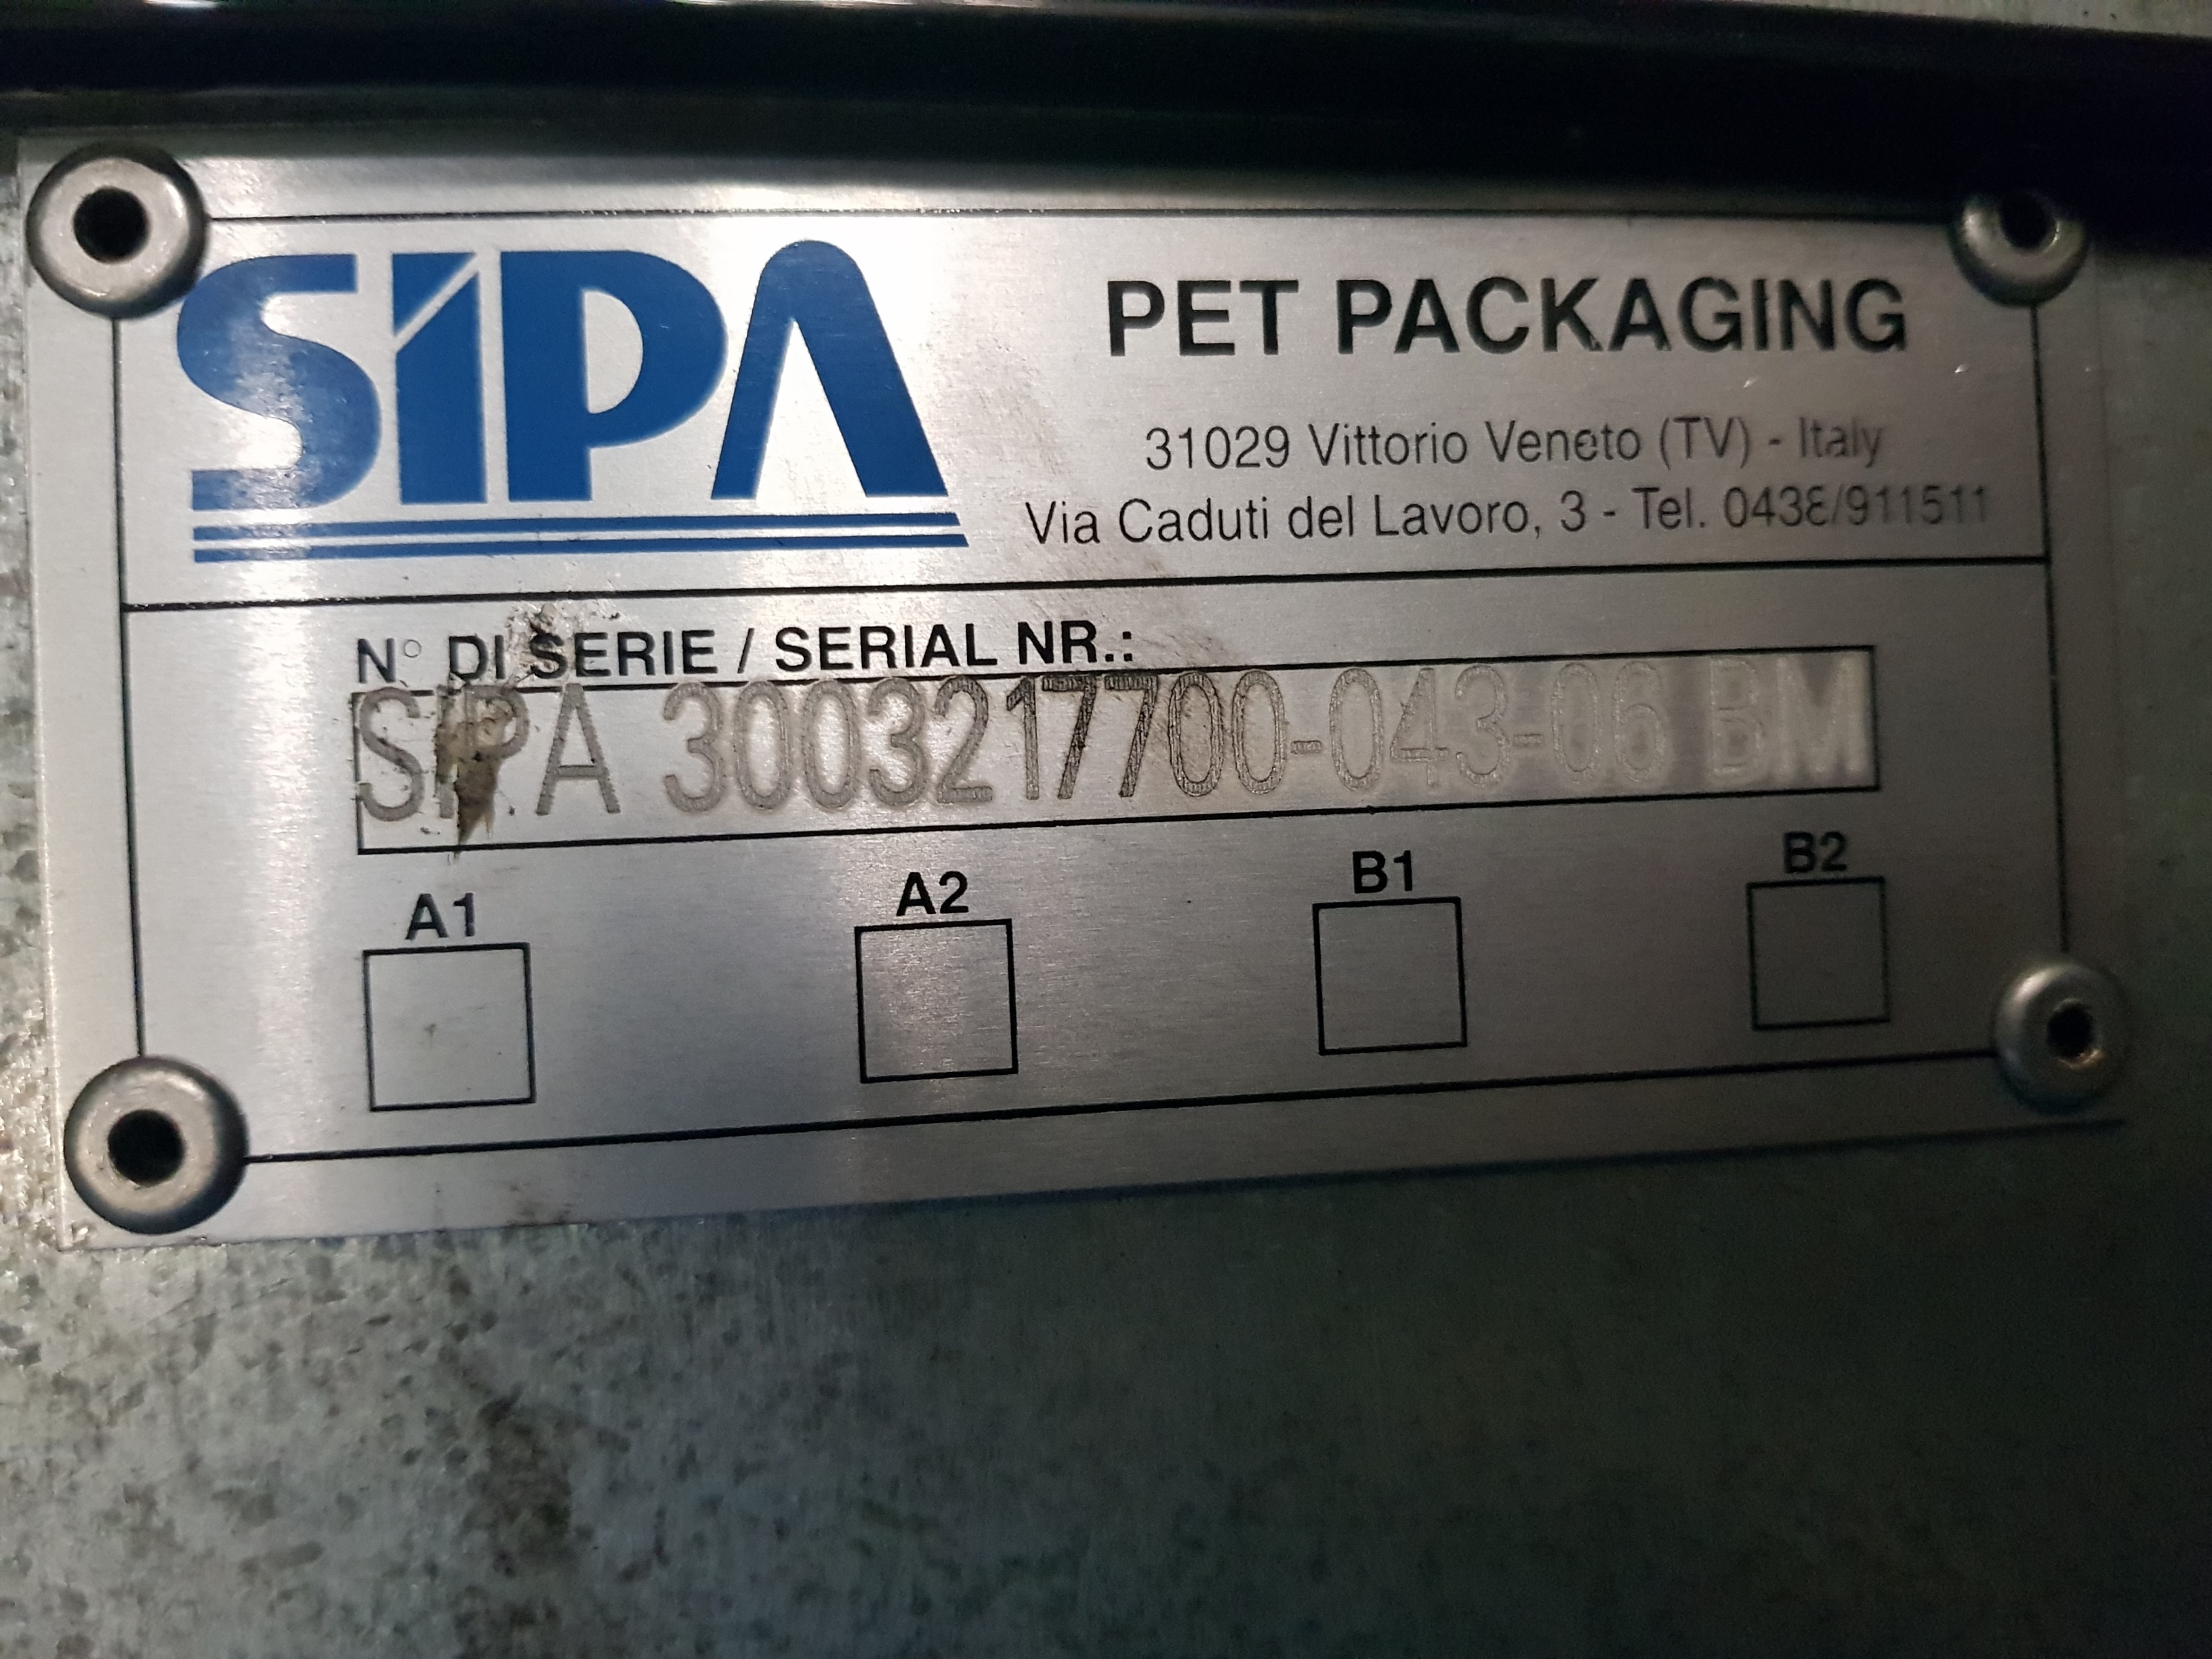 SIPA
PET PACKAGING
31029 Vittorio Veneto (TV) - Italy
Via Caduti del Lavoro, 3 - Tel. 0438/911511
N° DI SERIE / SERIAL NR.:
SIPA 3003217700-043-06 BM
A1 A2 B1 B2